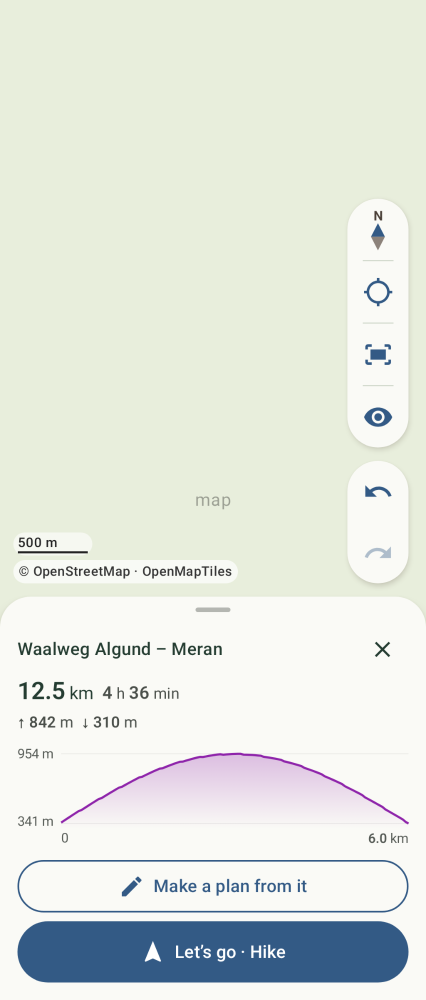 N
map
500 m
© OpenStreetMap · OpenMapTiles
Waalweg Algund – Meran
12.5 km 4 h 36 min
↑ 842 m ↓ 310 m
954 m
341 m
0 6.0 km
Make a plan from it
Let's go · Hike